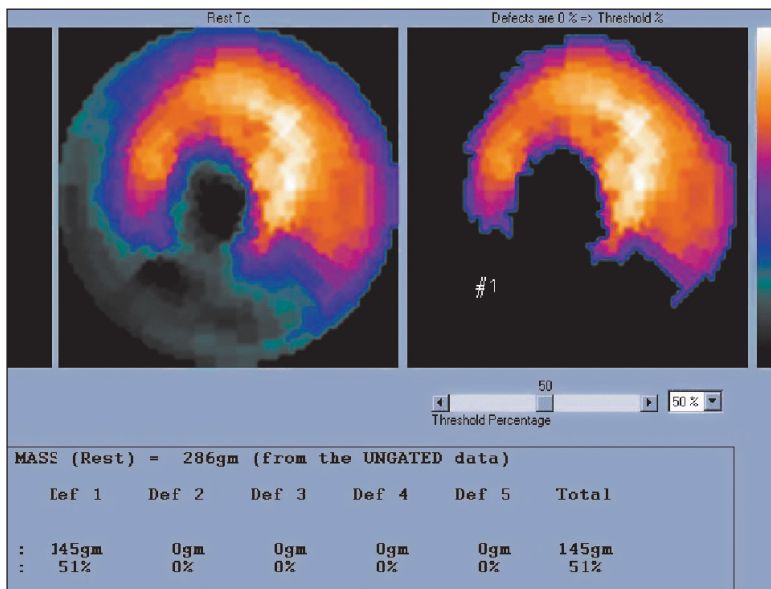 Rest Tc
Defects are 0 % => Threshold %
#1
50
50 %
Threshold Percentage
MASS (Rest) = 286gm (from the UNGATED data)
Def 1 Def 2 Def 3 Def 4 Def 5 Total
: 145gm 0gm 0gm 0gm 0gm 145gm
: 51% 0% 0% 0% 0% 51%